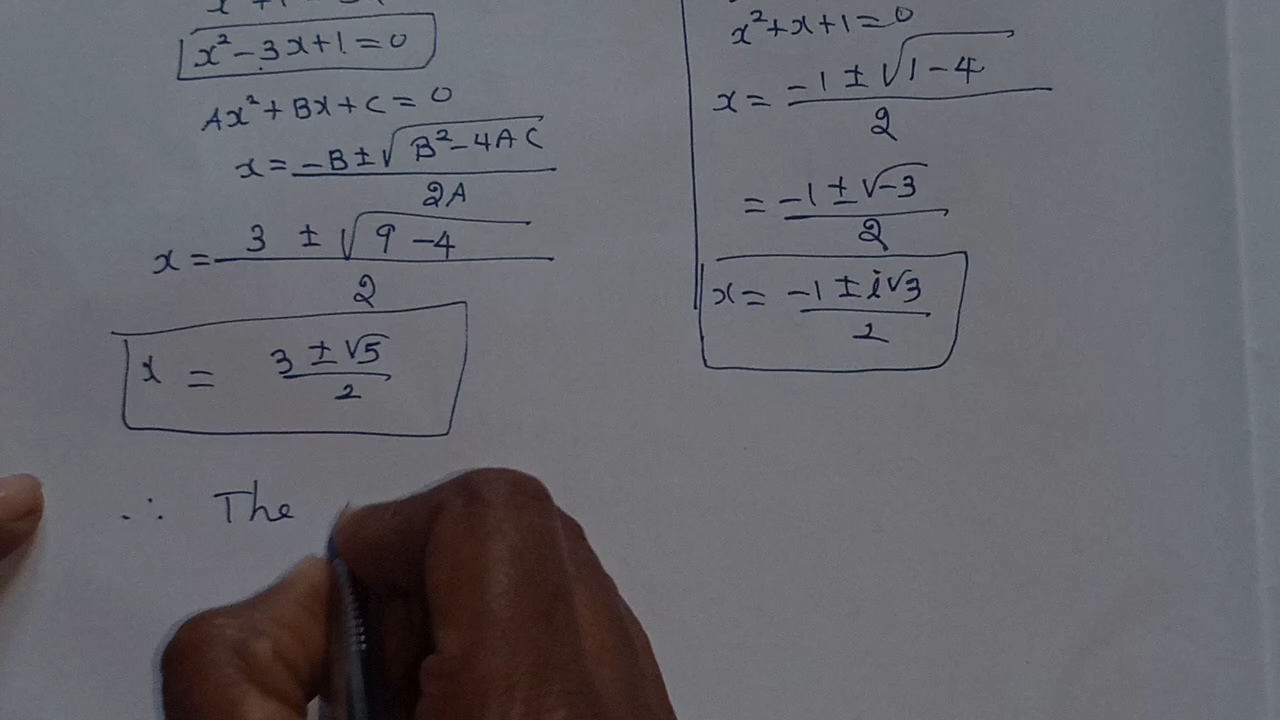 x² - 3x + 1 = 0
Ax² + Bx + C = 0
x = -B ± √B² - 4AC / 2A
x = 3 ± √9 - 4 / 2
x = 3 ± √5 / 2
∴ The
x² + x + 1 = 0
x = -1 ± √1 - 4 / 2
= -1 ± √-3 / 2
x = -1 ± i√3 / 2